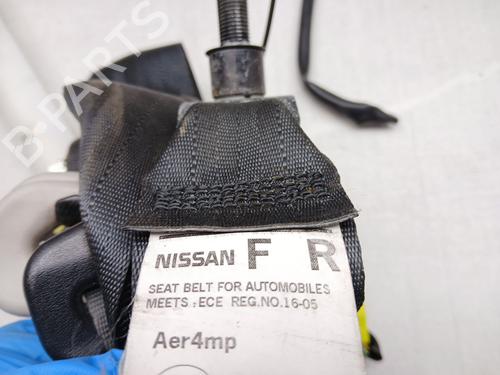 B-PARTS
NISSAN F R
SEAT BELT FOR AUTOMOBILES
MEETS : ECE REG.NO.16-05
Aer4mp